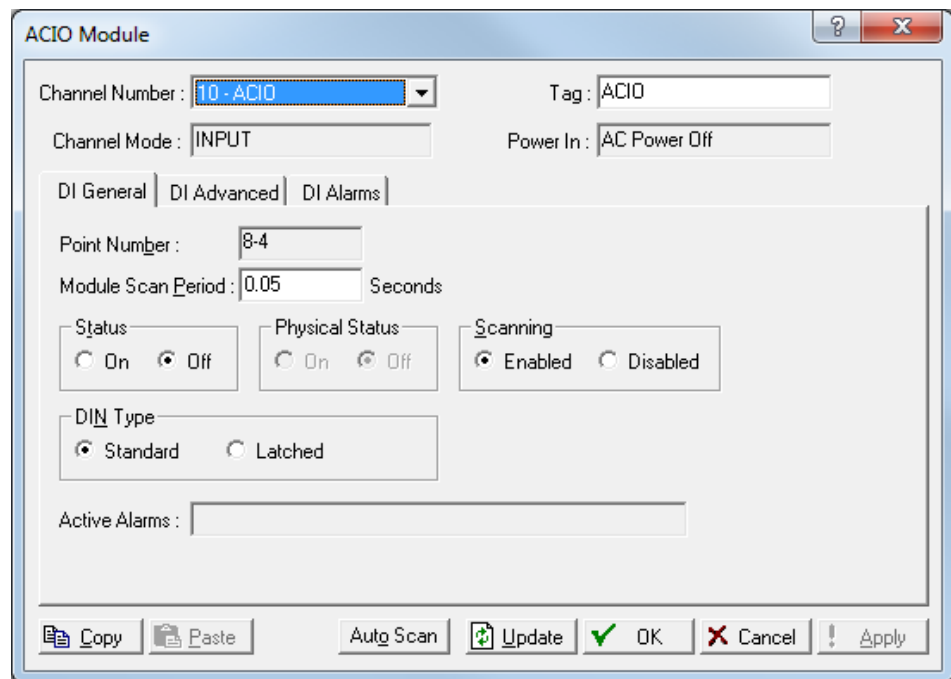 ACIO Module
Channel Number : 10 - ACIO Tag : ACIO
Channel Mode : INPUT Power In : AC Power Off
DI General DI Advanced DI Alarms
Point Number : 8-4
Module Scan Period : 0.05 Seconds
Status Physical Status Scanning
On Off On Off Enabled Disabled
DIN Type
Standard Latched
Active Alarms :
Copy Paste Auto Scan Update OK Cancel ! Apply